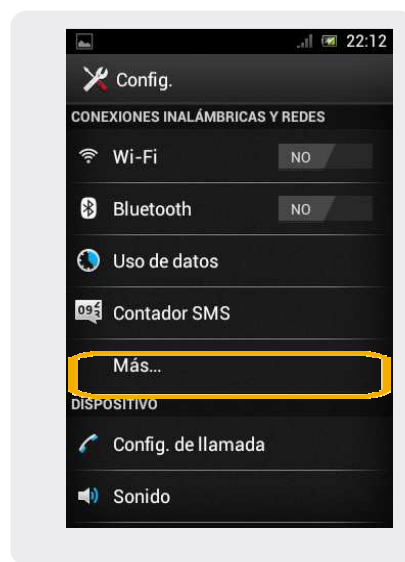 22:12
Config.
CONEXIONES INALÁMBRICAS Y REDES
Wi-Fi NO
Bluetooth NO
Uso de datos
Contador SMS
Más...
DISPOSITIVO
Config. de llamada
Sonido